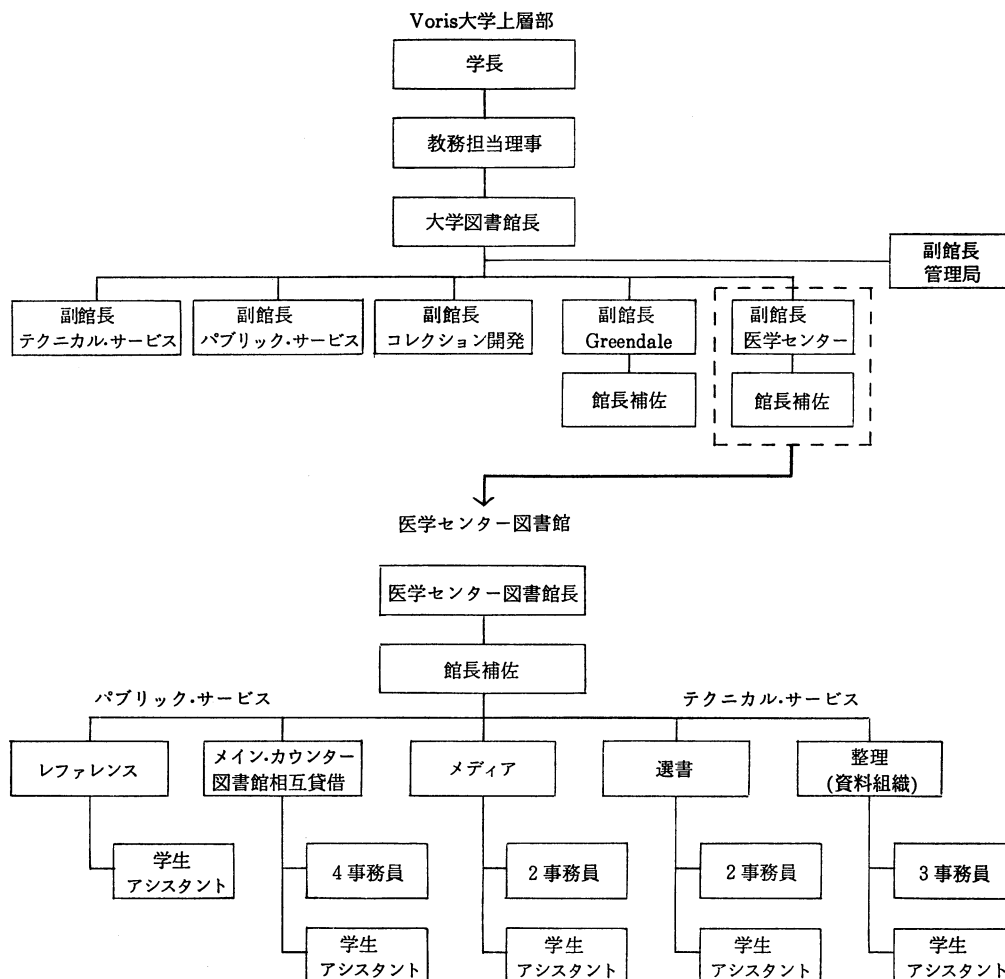 Voris大学上層部
学長
教務担当理事
大学図書館長
副館長
管理局
副館長
テクニカル・サービス
副館長
パブリック・サービス
副館長
コレクション開発
副館長
Greendale
副館長
医学センター
館長補佐
館長補佐
医学センター図書館
医学センター図書館長
館長補佐
パブリック・サービス
テクニカル・サービス
レファレンス
メイン・カウンター
図書館相互貸借
メディア
選書
整理
(資料組織)
学生
アシスタント
4事務員
2事務員
2事務員
3事務員
学生
アシスタント
学生
アシスタント
学生
アシスタント
学生
アシスタント